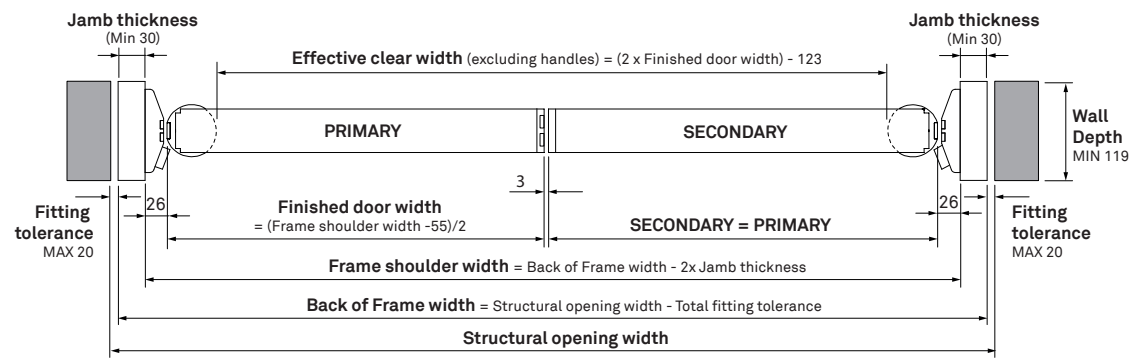 Jamb thickness
(Min 30)
Jamb thickness
(Min 30)
Effective clear width (excluding handles) = (2 x Finished door width) - 123
PRIMARY
SECONDARY
Wall
Depth
MIN 119
3
26
26
Fitting
tolerance
MAX 20
Finished door width
= (Frame shoulder width -55)/2
SECONDARY = PRIMARY
Fitting
tolerance
MAX 20
Frame shoulder width = Back of Frame width - 2x Jamb thickness
Back of Frame width = Structural opening width - Total fitting tolerance
Structural opening width